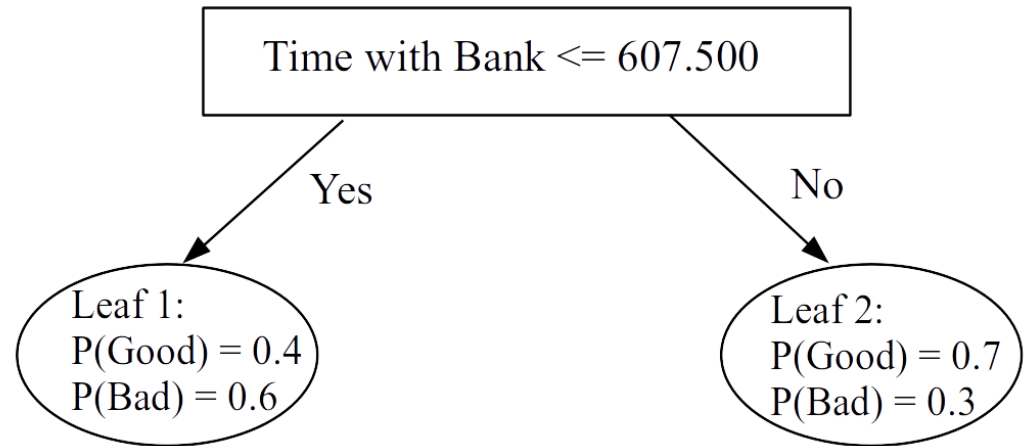 Time with Bank <= 607.500
Yes
No
Leaf 1:
P(Good) = 0.4
P(Bad) = 0.6
Leaf 2:
P(Good) = 0.7
P(Bad) = 0.3